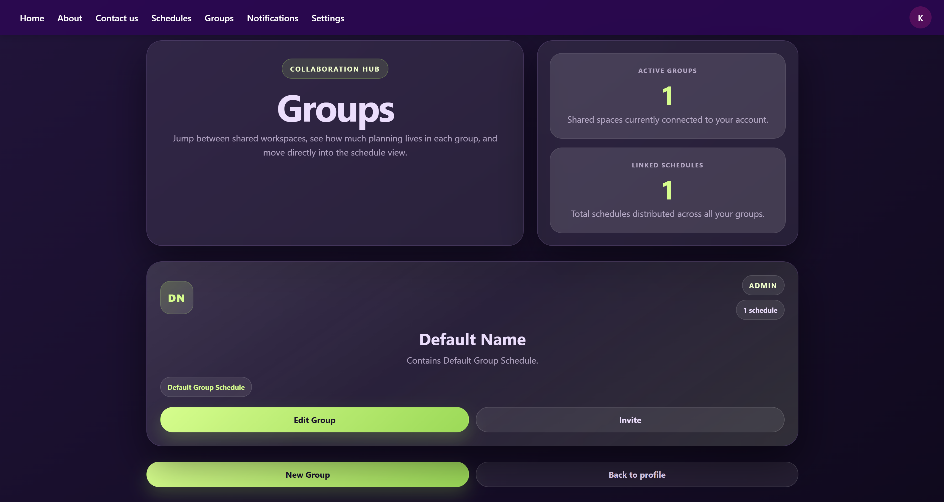 Home About Contact us Schedules Groups Notifications Settings
K
COLLABORATION HUB
Groups
Jump between shared workspaces, see how much planning lives in each group, and
move directly into the schedule view.
ACTIVE GROUPS
1
Shared spaces currently connected to your account.
LINKED SCHEDULES
1
Total schedules distributed across all your groups.
DN
ADMIN
1 schedule
Default Name
Contains Default Group Schedule.
Default Group Schedule
Edit Group
Invite
New Group
Back to profile